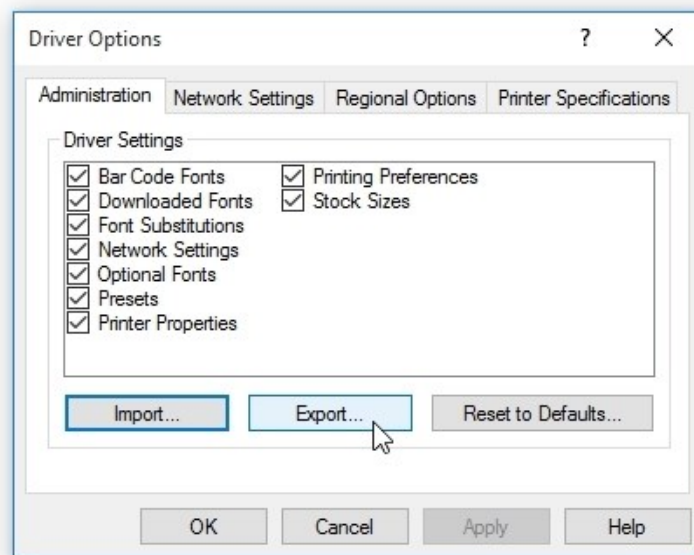 Driver Options ?
Administration Network Settings Regional Options Printer Specifications
Driver Settings
Bar Code Fonts Printing Preferences
Downloaded Fonts Stock Sizes
Font Substitutions
Network Settings
Optional Fonts
Presets
Printer Properties
Import... Export... Reset to Defaults...
OK Cancel Apply Help